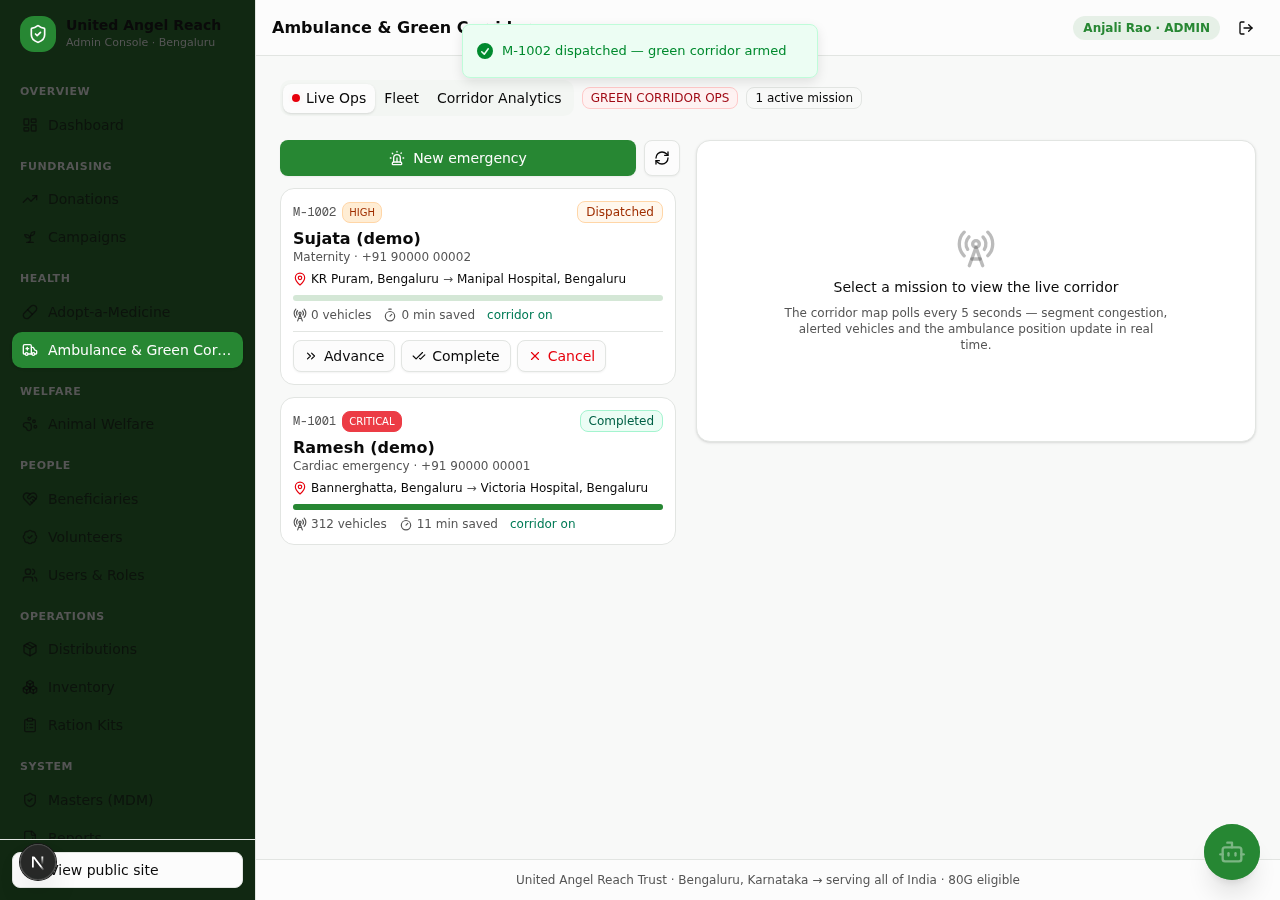 United Angel Reach
Admin Console · Bengaluru
OVERVIEW
Dashboard
FUNDRAISING
Donations
Campaigns
HEALTH
Adopt-a-Medicine
Ambulance & Green Cor...
WELFARE
Animal Welfare
PEOPLE
Beneficiaries
Volunteers
Users & Roles
OPERATIONS
Distributions
Inventory
Ration Kits
SYSTEM
Masters (MDM)
Reports
N
View public site
Ambulance & Green
Anjali Rao · ADMIN
M-1002 dispatched — green corridor armed
Live Ops
Fleet
Corridor Analytics
GREEN CORRIDOR OPS
1 active mission
New emergency
M-1002 HIGH
Dispatched
Sujata (demo)
Maternity · +91 90000 00002
KR Puram, Bengaluru → Manipal Hospital, Bengaluru
0 vehicles 0 min saved corridor on
Advance Complete Cancel
M-1001 CRITICAL
Completed
Ramesh (demo)
Cardiac emergency · +91 90000 00001
Bannerghatta, Bengaluru → Victoria Hospital, Bengaluru
312 vehicles 11 min saved corridor on
Select a mission to view the live corridor
The corridor map polls every 5 seconds — segment congestion,
alerted vehicles and the ambulance position update in real
time.
United Angel Reach Trust · Bengaluru, Karnataka → serving all of India · 80G eligible